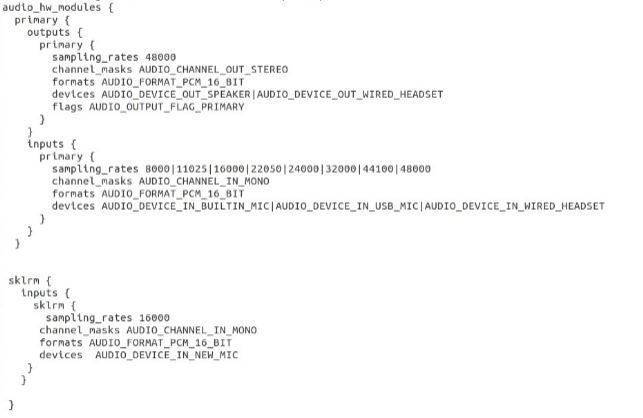 audio_hw_modules {
primary {
outputs {
primary {
sampling_rates 48000
channel_masks AUDIO_CHANNEL_OUT_STEREO
formats AUDIO_FORMAT_PCM_16_BIT
devices AUDIO_DEVICE_OUT_SPEAKER|AUDIO_DEVICE_OUT_WIRED_HEADSET
flags AUDIO_OUTPUT_FLAG_PRIMARY
}
}
inputs {
primary {
sampling_rates 8000|11025|16000|22050|24000|32000|44100|48000
channel_masks AUDIO_CHANNEL_IN_MONO
formats AUDIO_FORMAT_PCM_16_BIT
devices AUDIO_DEVICE_IN_BUILTIN_MIC|AUDIO_DEVICE_IN_USB_MIC|AUDIO_DEVICE_IN_WIRED_HEADSET
}
}
}
sklrm {
inputs {
sklrm {
sampling_rates 16000
channel_masks AUDIO_CHANNEL_IN_MONO
formats AUDIO_FORMAT_PCM_16_BIT
devices AUDIO_DEVICE_IN_NEW_MIC
}
}
}